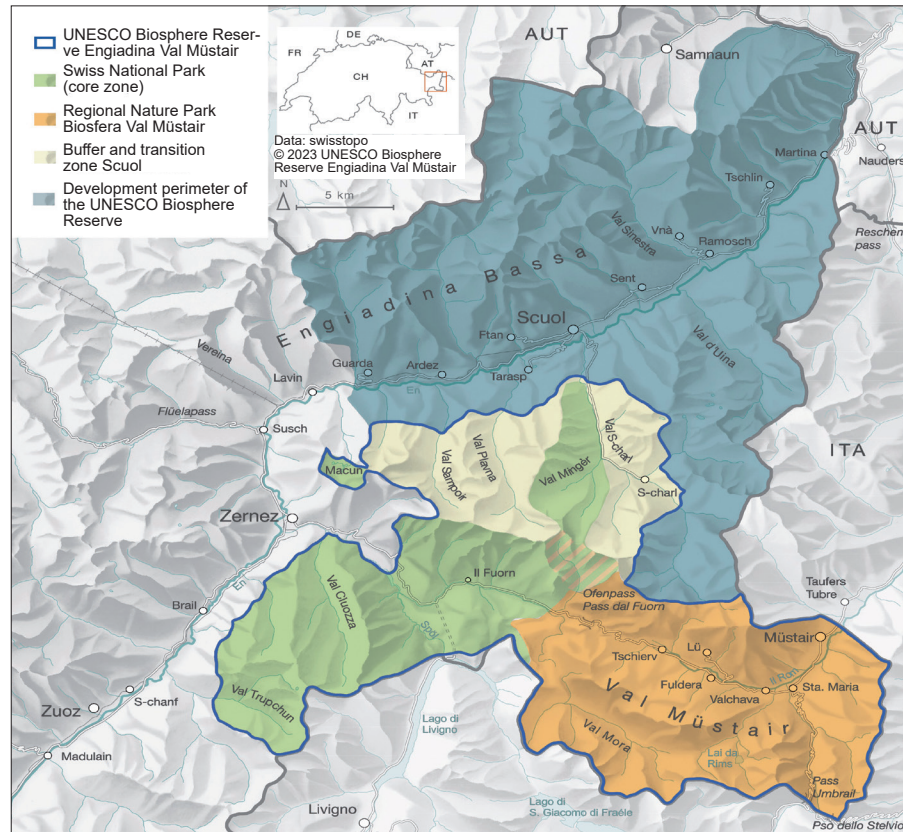 UNESCO Biosphere Reser-
ve Engiadina Val Müstair
Swiss National Park
(core zone)
Regional Nature Park
Biosfera Val Müstair
Buffer and transition
zone Scuol
Development perimeter of
the UNESCO Biosphere
Reserve
DE
FR
AT
CH
IT
Data: swisstopo
© 2023 UNESCO Biosphere
Reserve Engiadina Val Müstair
N
5 km
AUT
Samnaun
AUT
Nauders
Martina
Tschlin
Reschen
pass
Vnà
Val Sinestra
Ramosch
Sent
Engiadina Bassa
Scuol
Ftan
Val d'Uina
Guarda
Ardez
Tarasp
En
Vereina
Lavin
Flüelapass
Susch
ITA
Macun
Val Sampoir
Val Plavna
Val Mingèr
Val S-charl
S-charl
Zernez
Il Fuorn
Ofenpass
Pass dal Fuorn
Taufers
Tubre
Brail
En
Val Cluozza
Spöl
Müstair
Tschierv
Lü
Il Rom
Fuldera
Valchava
Sta. Maria
Val Müstair
Val Trupchun
S-chanf
Zuoz
Madulain
Lago di
Livigno
Val Mora
Lai da
Rims
Pass
Umbrail
Livigno
Lago di
S. Giacomo di Fraéle
Pso dello Stelvio